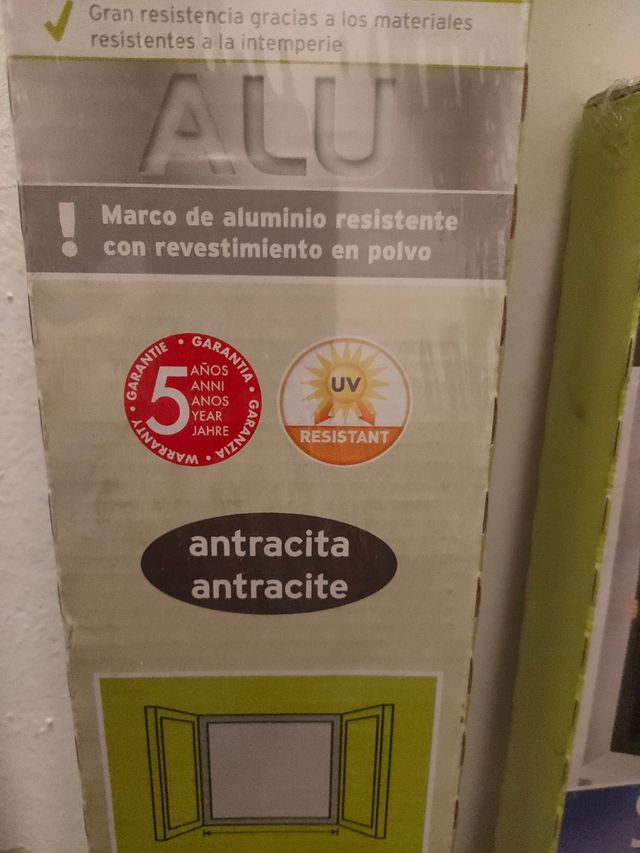 Gran resistencia gracias a los materiales
resistentes a la intemperie
ALU
! Marco de aluminio resistente
con revestimiento en polvo
GARANTIE • GARANTIA • GARANZIA • WARRANTY •
5 AÑOS
ANNI
ANOS
YEAR
JAHRE
UV
RESISTANT
antracita
antracite